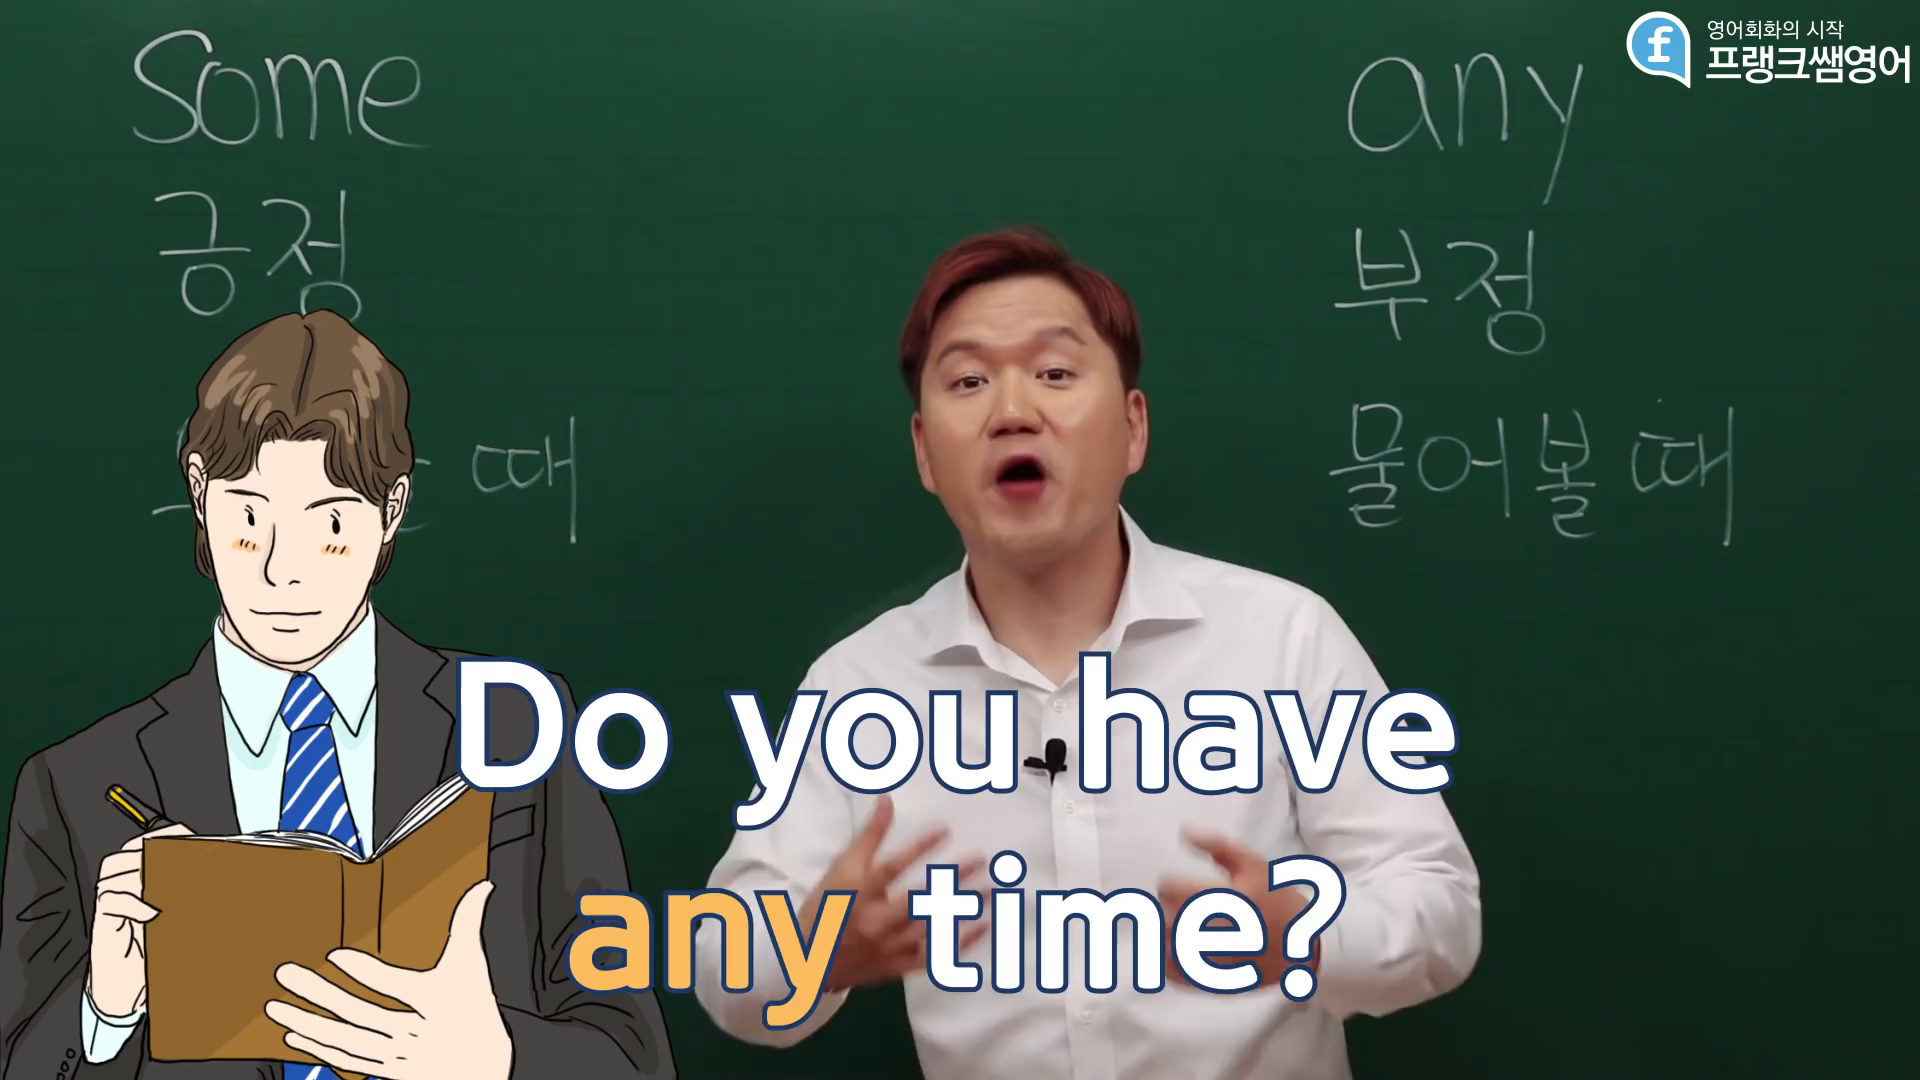 영어회화의 시작
프랭크쌤영어
some
any
긍정
부정
때
물어볼 때
Do you have
any time?